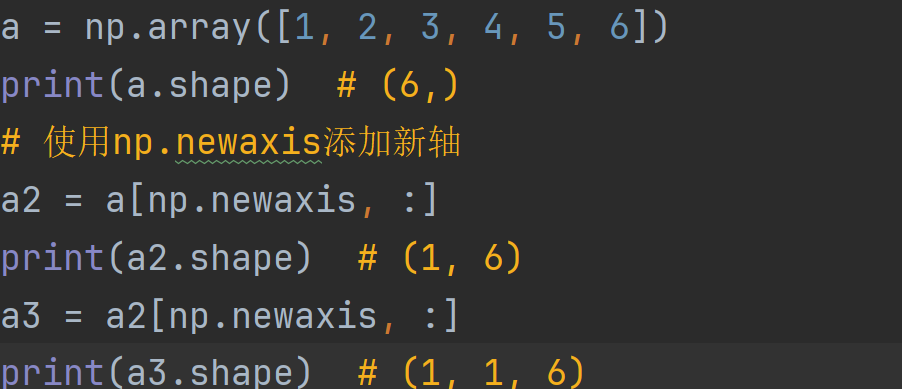 a = np.array([1, 2, 3, 4, 5, 6])
print(a.shape)  # (6,)
# 使用np.newaxis添加新轴
a2 = a[np.newaxis, :]
print(a2.shape)  # (1, 6)
a3 = a2[np.newaxis, :]
print(a3.shape)  # (1, 1, 6)